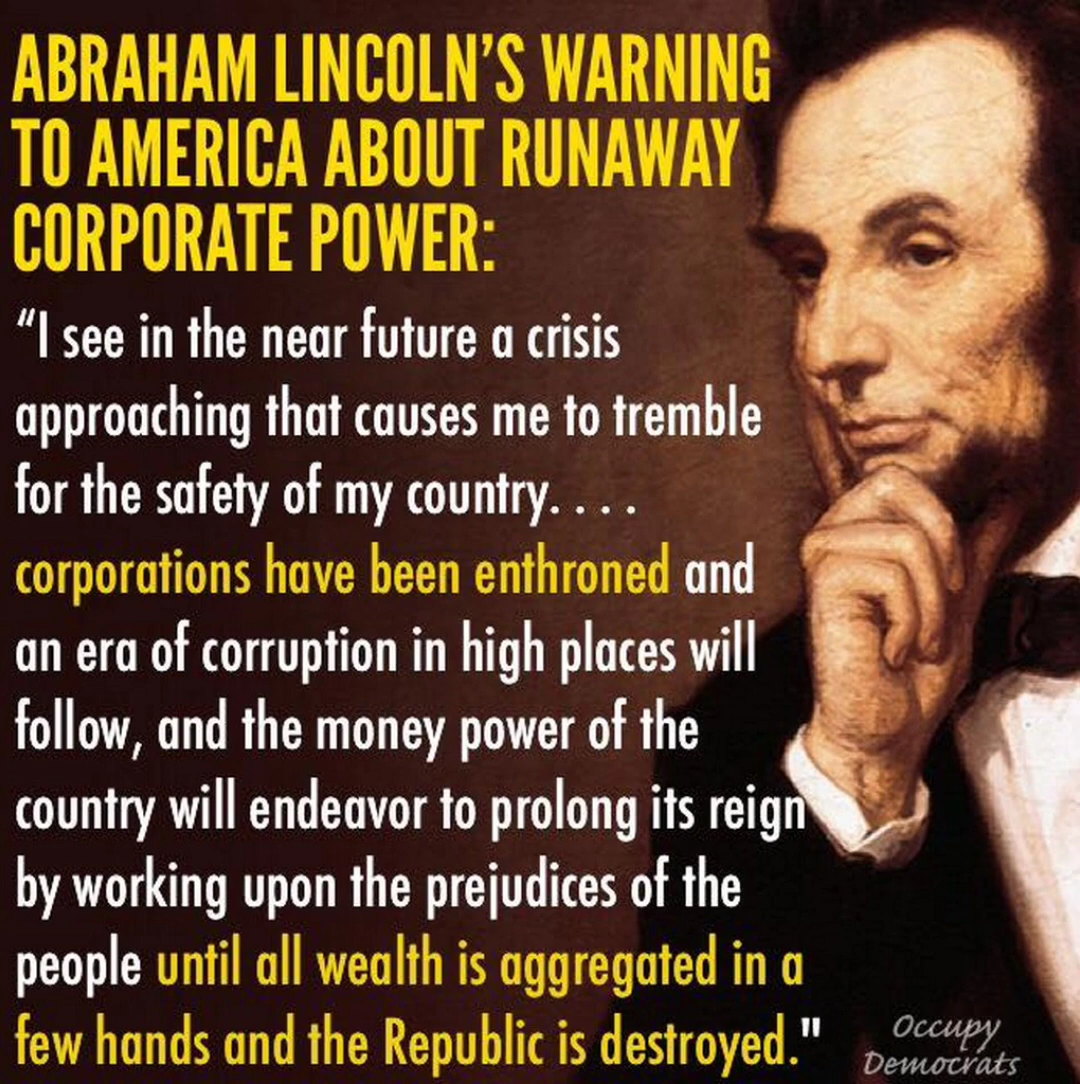 ABRAHAM LINCOLN'S WARNING
TO AMERICA ABOUT RUNAWAY
CORPORATE POWER:
“I see in the near future a crisis
approaching that causes me to tremble
for the safety of my country. . . .
corporations have been enthroned and
an era of corruption in high places will
follow, and the money power of the
country will endeavor to prolong its reign
by working upon the prejudices of the
people until all wealth is aggregated in a
few hands and the Republic is destroyed."
Occupy
Democrats